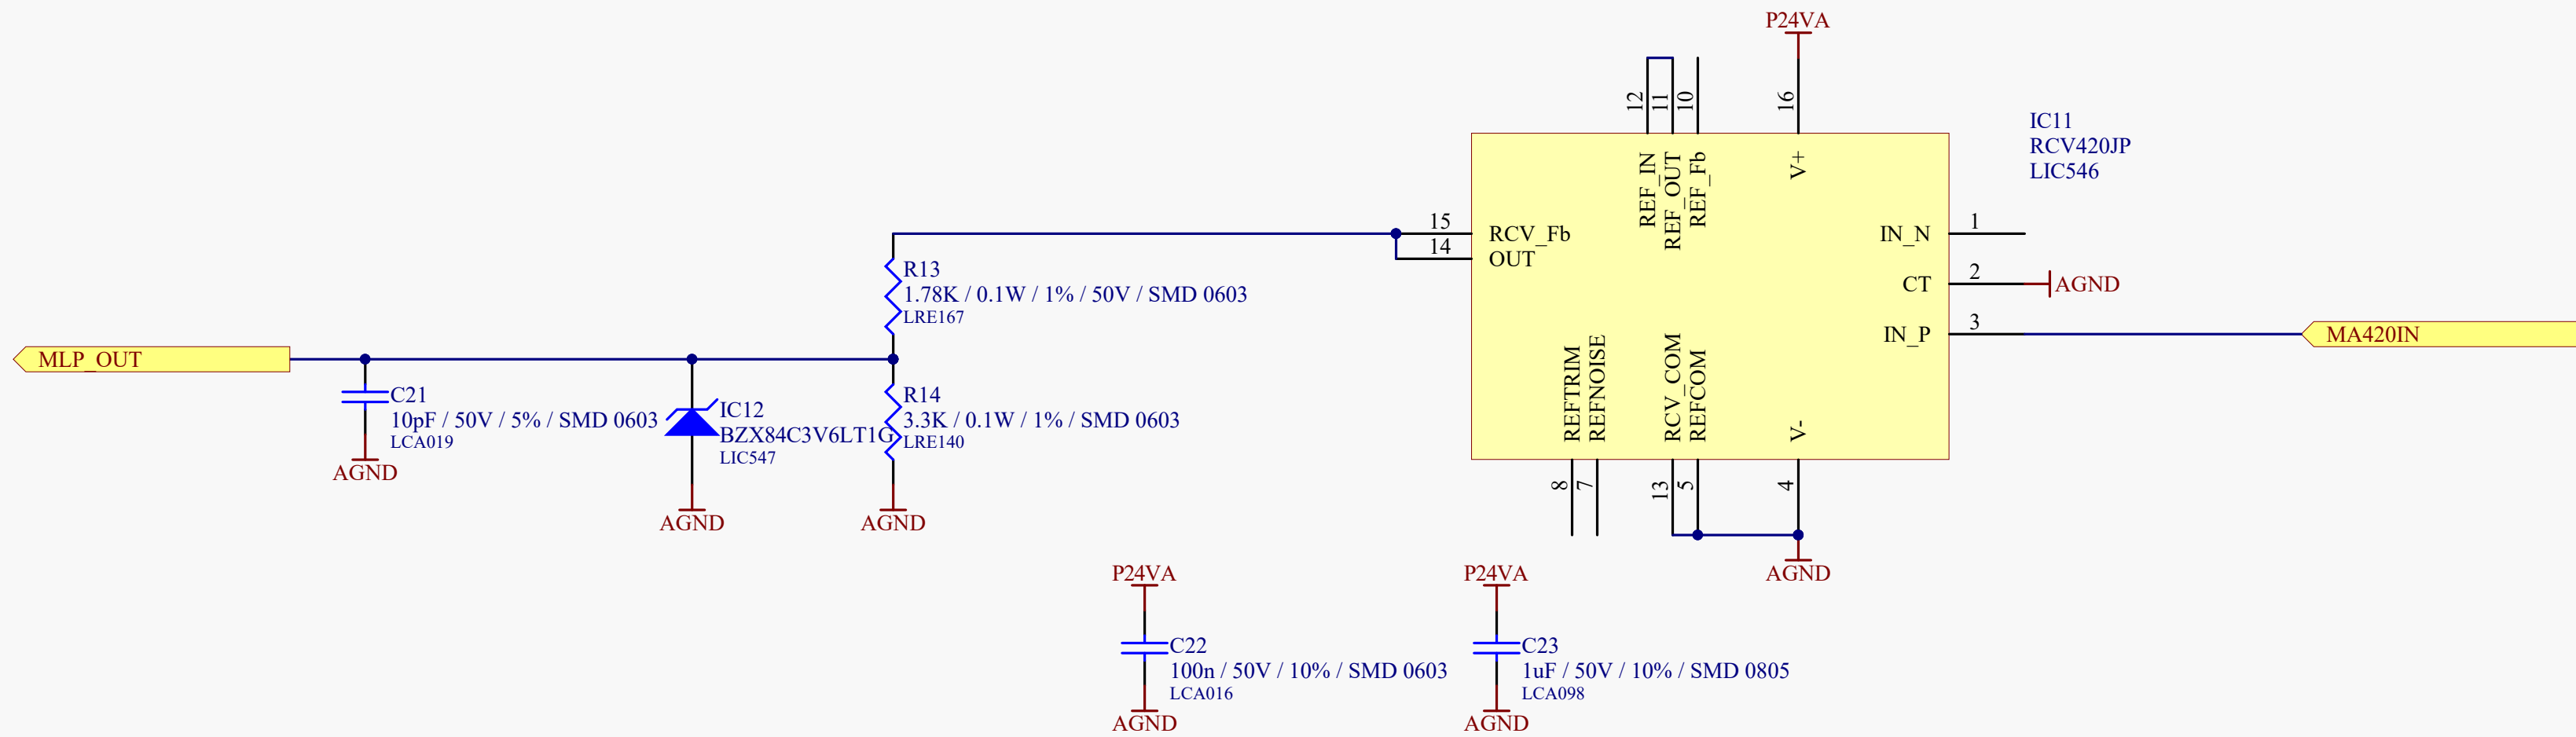 P24VA
12
11
10
16
IC11
RCV420JP
LIC546
REF_IN
REF_OUT
REF_Fb
V+
15
RCV_Fb
14
OUT
IN_N
1
CT
2
AGND
IN_P
3
MA420IN
R13
1.78K / 0.1W / 1% / 50V / SMD 0603
LRE167
MLP_OUT
C21
10pF / 50V / 5% / SMD 0603
LCA019
AGND
IC12
BZX84C3V6LT1G
LIC547
AGND
R14
3.3K / 0.1W / 1% / SMD 0603
LRE140
AGND
REFTRIM
REFNOISE
RCV_COM
REFCOM
V-
8
7
13
5
4
AGND
P24VA
C22
100n / 50V / 10% / SMD 0603
LCA016
AGND
P24VA
C23
1uF / 50V / 10% / SMD 0805
LCA098
AGND